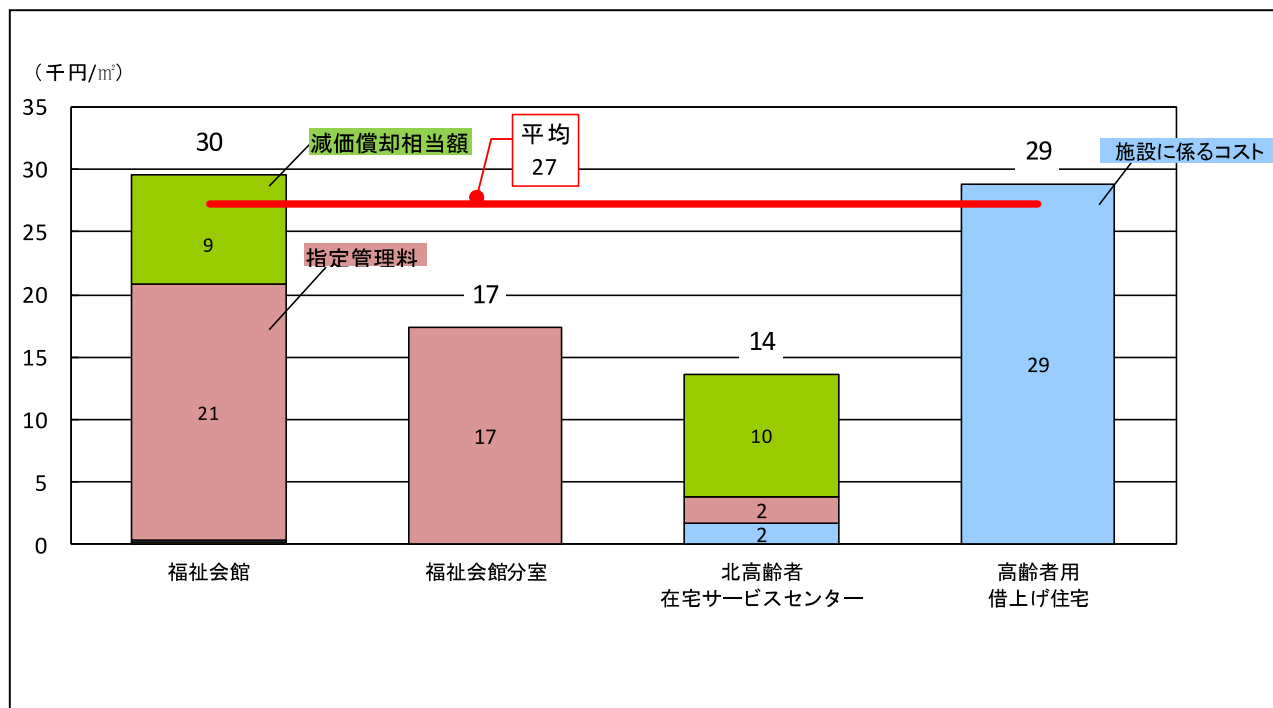 （千円/㎡）
35
30
25
20
15
10
5
0
30
減価償却相当額
9
指定管理料
21
平均
27
17
17
14
10
2
2
29
施設に係るコスト
29
福祉会館
福祉会館分室
北高齢者
在宅サービスセンター
高齢者用
借上げ住宅